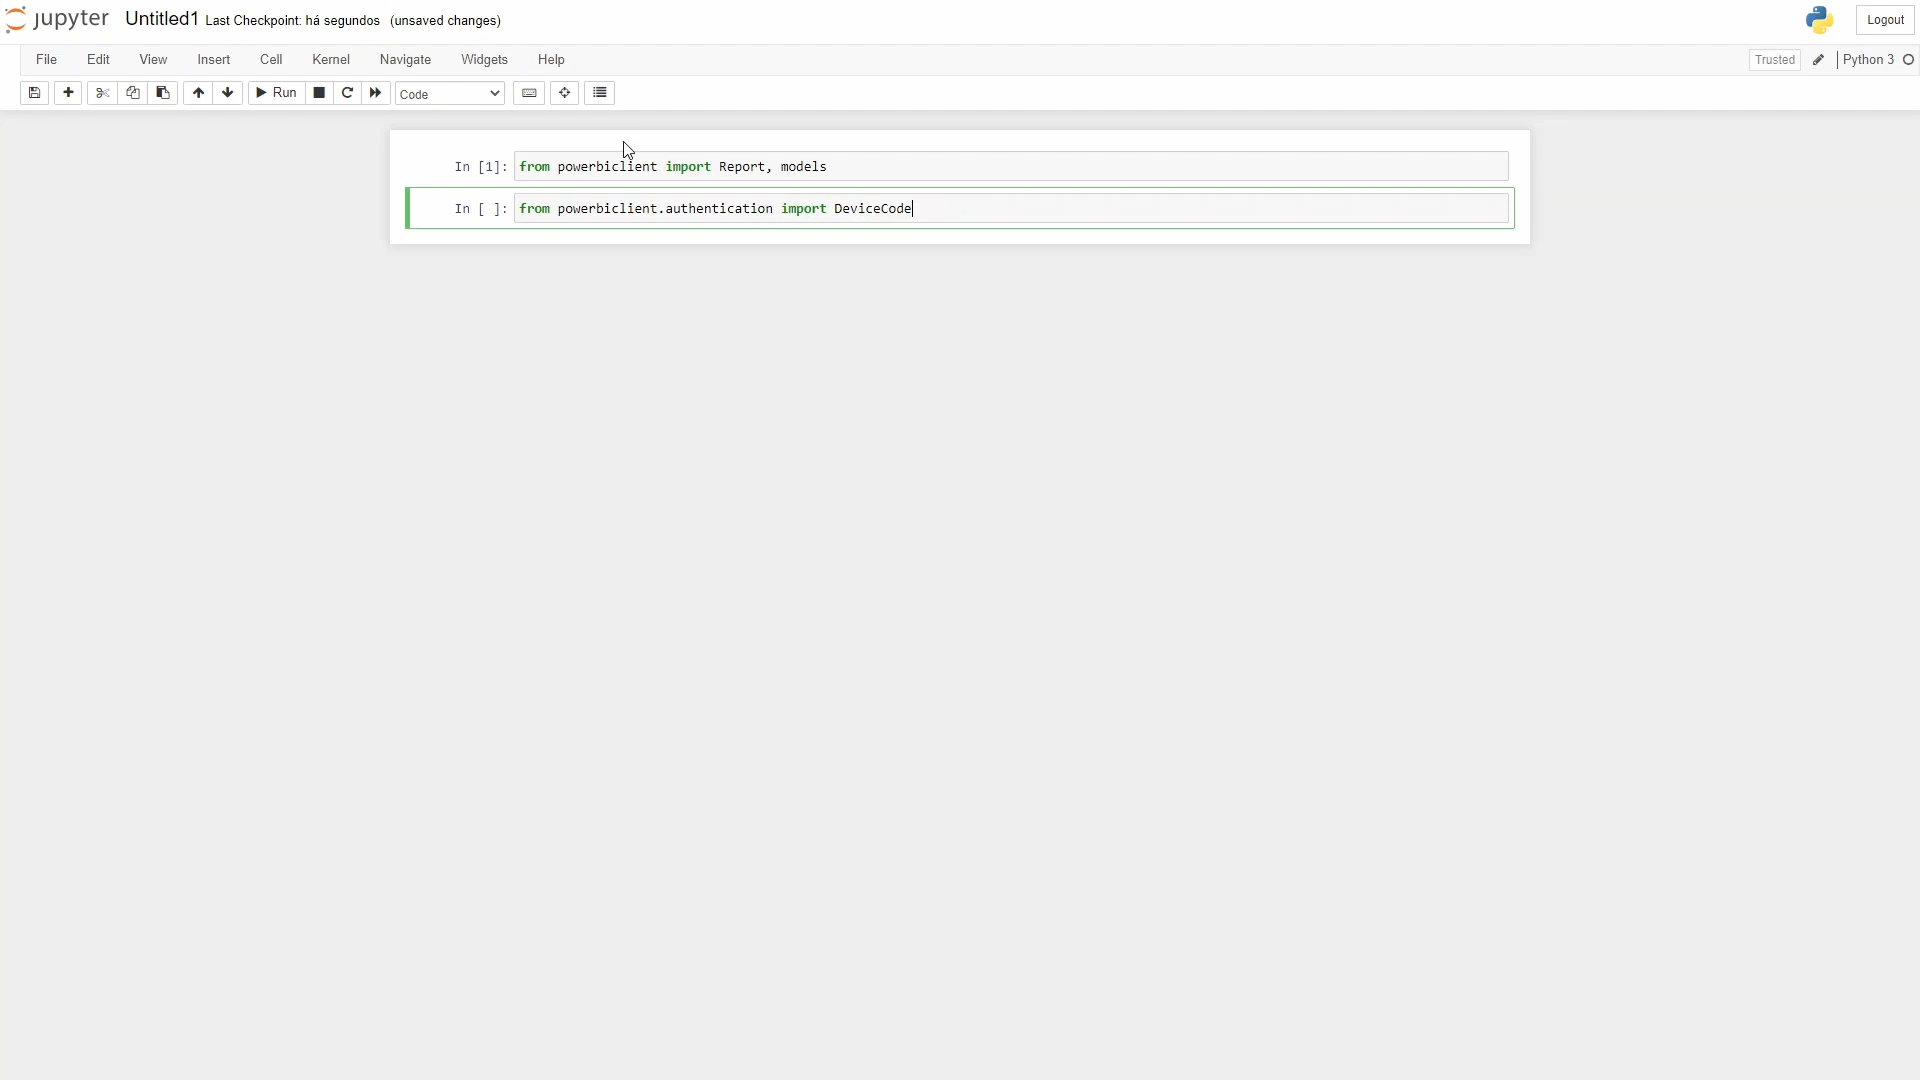 jupyter Untitled1 Last Checkpoint: há segundos (unsaved changes) Logout
File Edit View Insert Cell Kernel Navigate Widgets Help Trusted Python 3
Run Code
In [1]: from powerbiclient import Report, models
In [ ]: from powerbiclient.authentication import DeviceCode